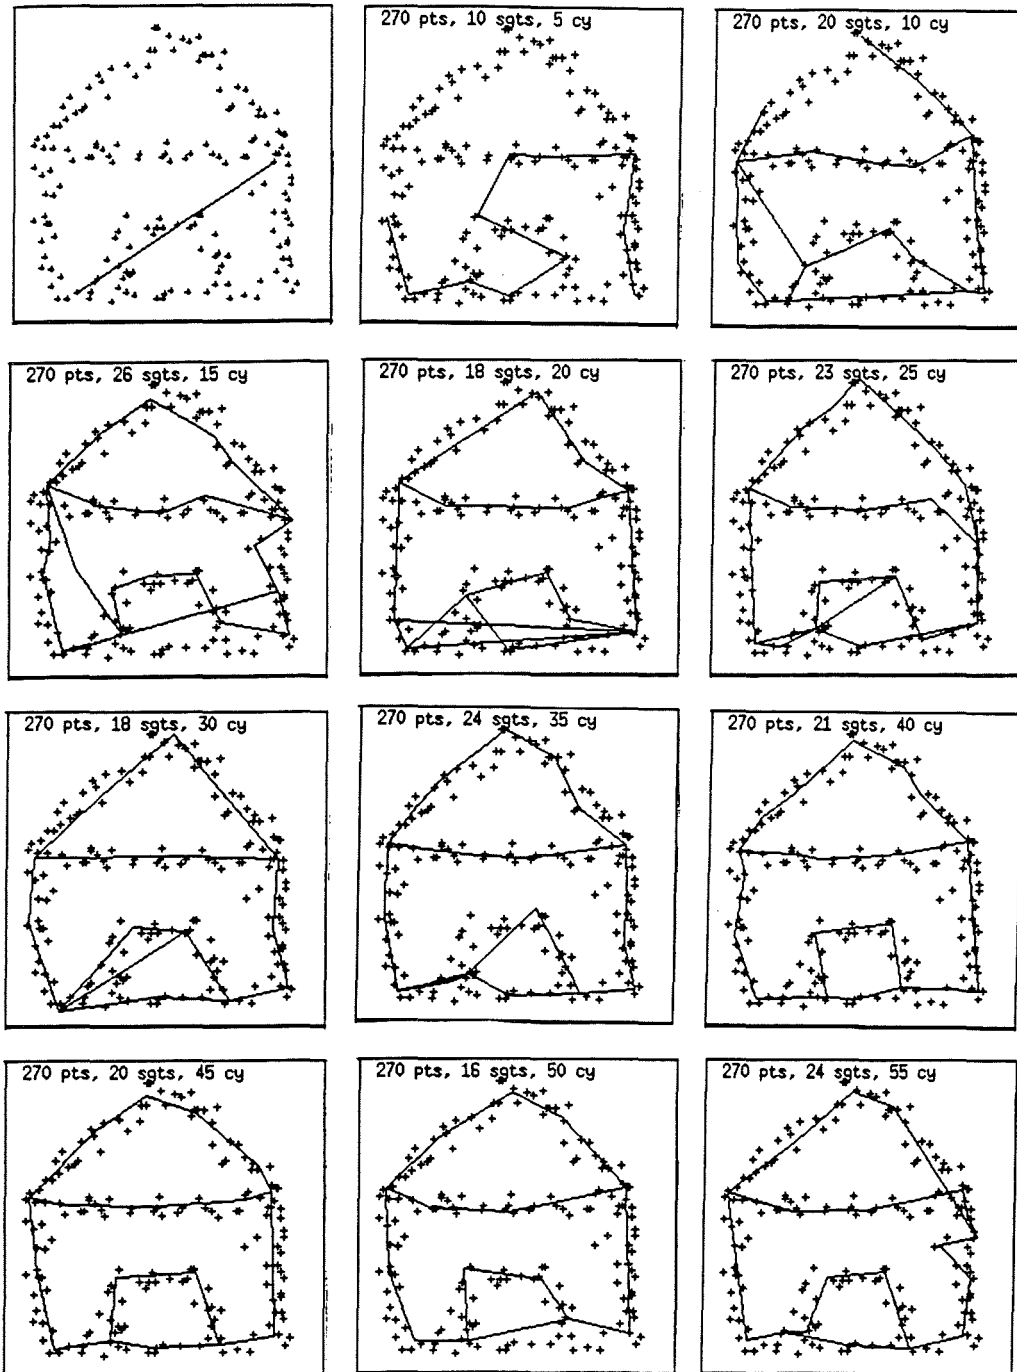 270 pts, 10 sgts, 5 cy
270 pts, 20 sgts, 10 cy
270 pts, 26 sgts, 15 cy
270 pts, 18 sgts, 20 cy
270 pts, 23 sgts, 25 cy
270 pts, 18 sgts, 30 cy
270 pts, 24 sgts, 35 cy
270 pts, 21 sgts, 40 cy
270 pts, 20 sgts, 45 cy
270 pts, 16 sgts, 50 cy
270 pts, 24 sgts, 55 cy